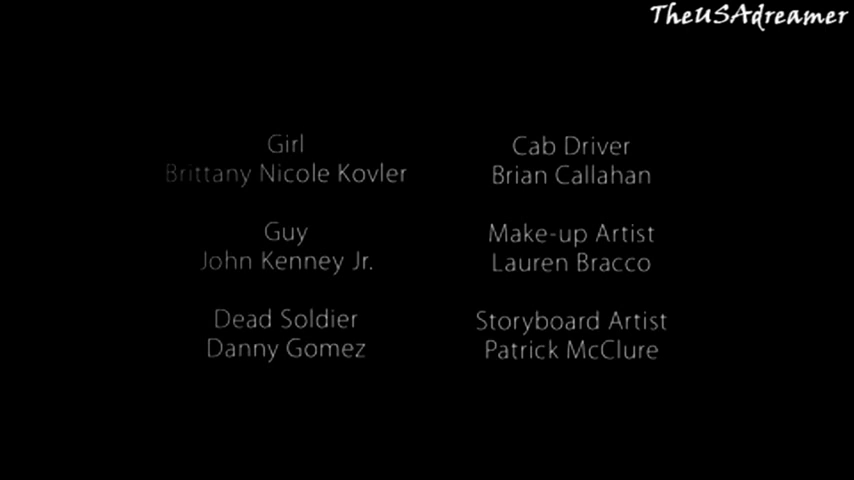 TheUSAdreamer
Girl
Brittany Nicole Kovler
Guy
John Kenney Jr.
Dead Soldier
Danny Gomez
Cab Driver
Brian Callahan
Make-up Artist
Lauren Bracco
Storyboard Artist
Patrick McClure